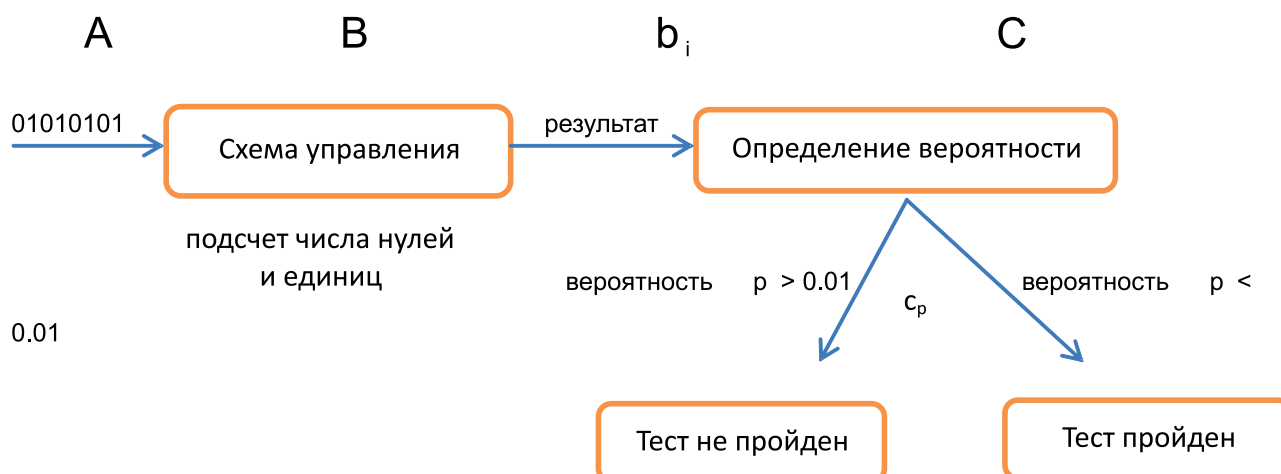 A B b i C
01010101
результат
Схема управления
Определение вероятности
подсчет числа нулей
и единиц
вероятность p > 0.01
вероятность p <
0.01
cp
Тест не пройден
Тест пройден